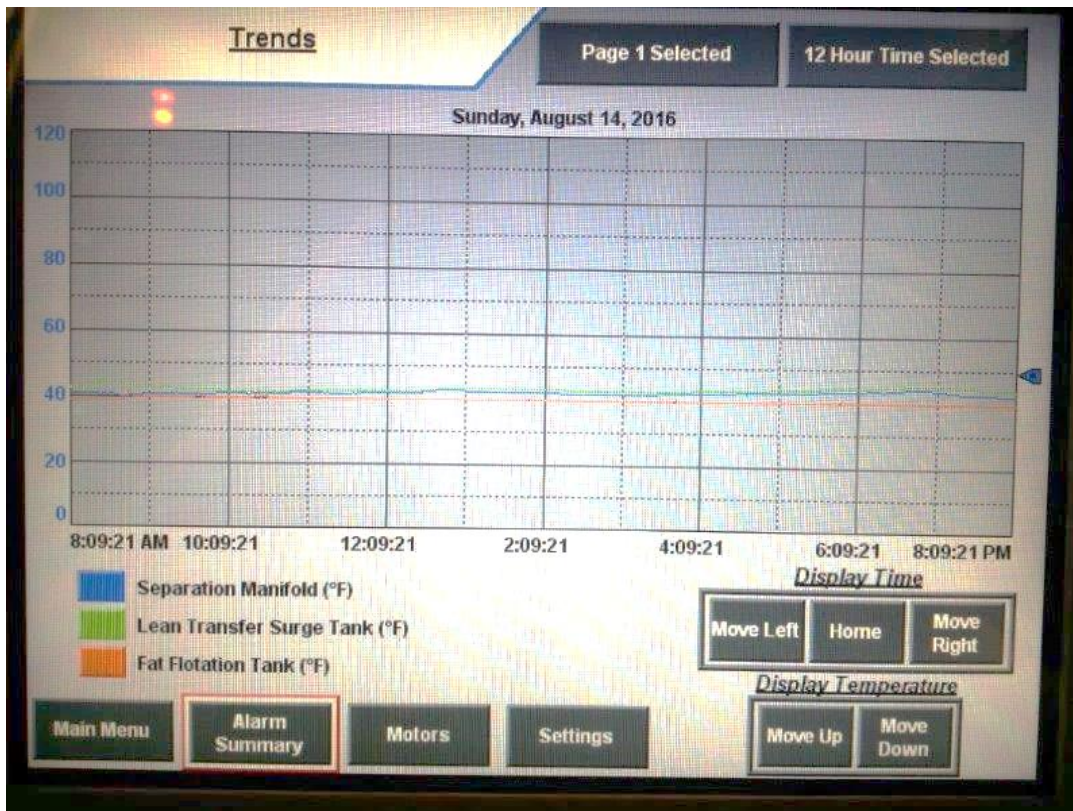 Trends
Page 1 Selected
12 Hour Time Selected
Sunday, August 14, 2016
120
100
80
60
40
20
0
8:09:21 AM 10:09:21 12:09:21 2:09:21 4:09:21 6:09:21 8:09:21 PM
Separation Manifold (°F)
Lean Transfer Surge Tank (°F)
Fat Flotation Tank (°F)
Display Time
Move Left
Home
Move
Right
Display Temperature
Move Up
Move
Down
Main Menu
Alarm
Summary
Motors
Settings